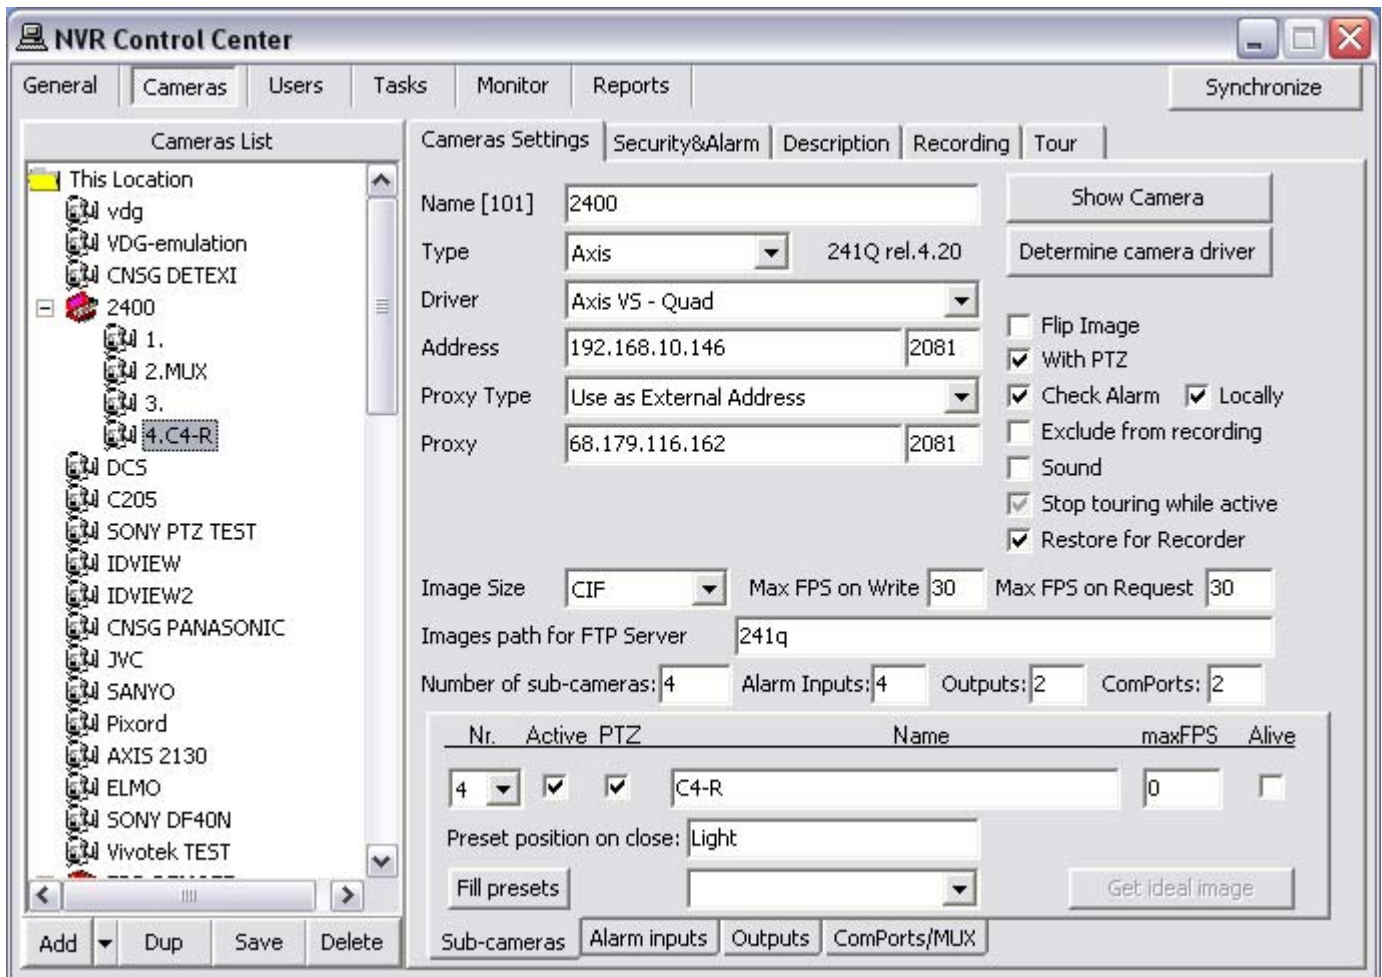 NVR Control Center
General Cameras Users Tasks Monitor Reports Synchronize
Cameras List
This Location
vdg
VDG-emulation
CNSG DETEXI
2400
1.
2.MUX
3.
4.C4-R
DCS
C205
SONY PTZ TEST
IDVIEW
IDVIEW2
CNSG PANASONIC
JVC
SANYO
Pixord
AXIS 2130
ELMO
SONY DF40N
Vivotek TEST
Add Dup Save Delete
Cameras Settings Security&Alarm Description Recording Tour
Name [101] 2400 Show Camera
Type Axis 241Q rel.4.20 Determine camera driver
Driver Axis VS - Quad
Address 192.168.10.146 2081
Proxy Type Use as External Address
Proxy 68.179.116.162 2081
Flip Image
With PTZ
Check Alarm Locally
Exclude from recording
Sound
Stop touring while active
Restore for Recorder
Image Size CIF Max FPS on Write 30 Max FPS on Request 30
Images path for FTP Server 241q
Number of sub-cameras: 4 Alarm Inputs: 4 Outputs: 2 ComPorts: 2
Nr. Active PTZ Name maxFPS Alive
4 C4-R 0
Preset position on close: Light
Fill presets Get ideal image
Sub-cameras Alarm inputs Outputs ComPorts/MUX